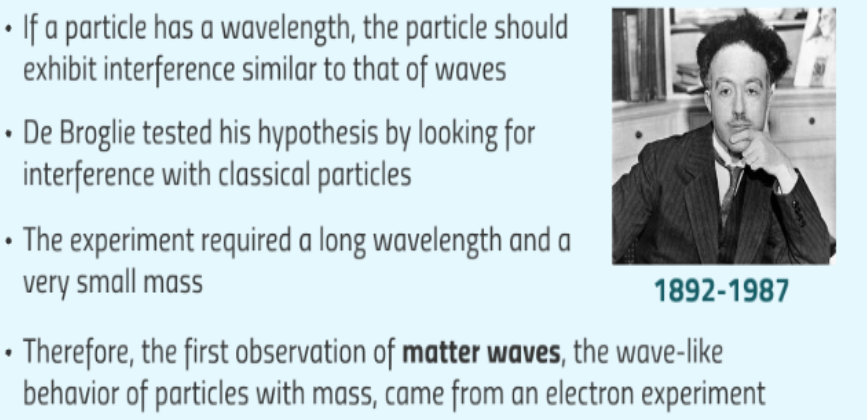 • If a particle has a wavelength, the particle should
exhibit interference similar to that of waves
• De Broglie tested his hypothesis by looking for
interference with classical particles
• The experiment required a long wavelength and a
very small mass
1892-1987
• Therefore, the first observation of matter waves, the wave-like
behavior of particles with mass, came from an electron experiment